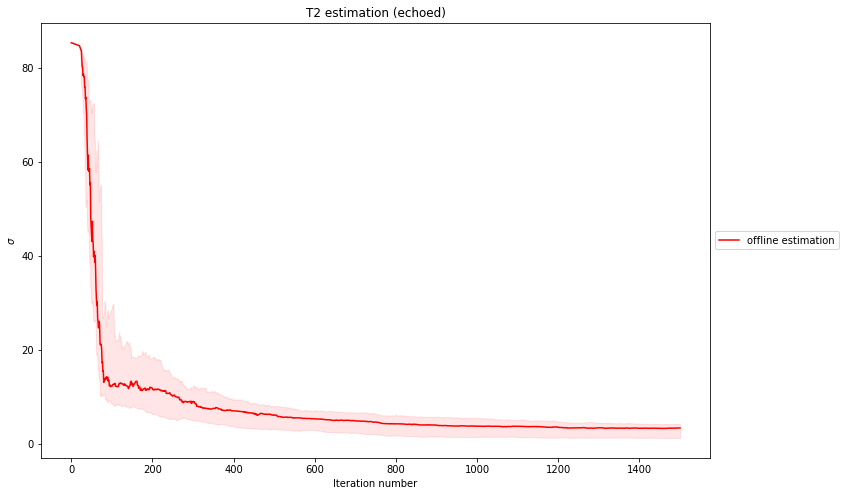 T2 estimation (echoed)
80
60
40
20
0
σ
0 200 400 600 800 1000 1200 1400
Iteration number
offline estimation